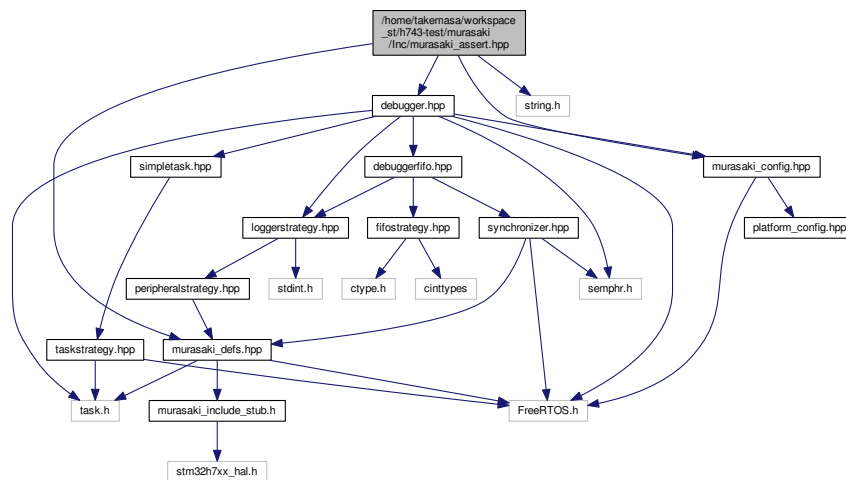 /home/takemasa/workspace
_st/h743-test/murasaki
/Inc/murasaki_assert.hpp
debugger.hpp
string.h
simpletask.hpp
debuggerfifo.hpp
murasaki_config.hpp
loggerstrategy.hpp
fifostrategy.hpp
synchronizer.hpp
platform_config.hpp
peripheralstrategy.hpp
stdint.h
ctype.h
cinttypes
semphr.h
taskstrategy.hpp
murasaki_defs.hpp
task.h
murasaki_include_stub.h
FreeRTOS.h
stm32h7xx_hal.h